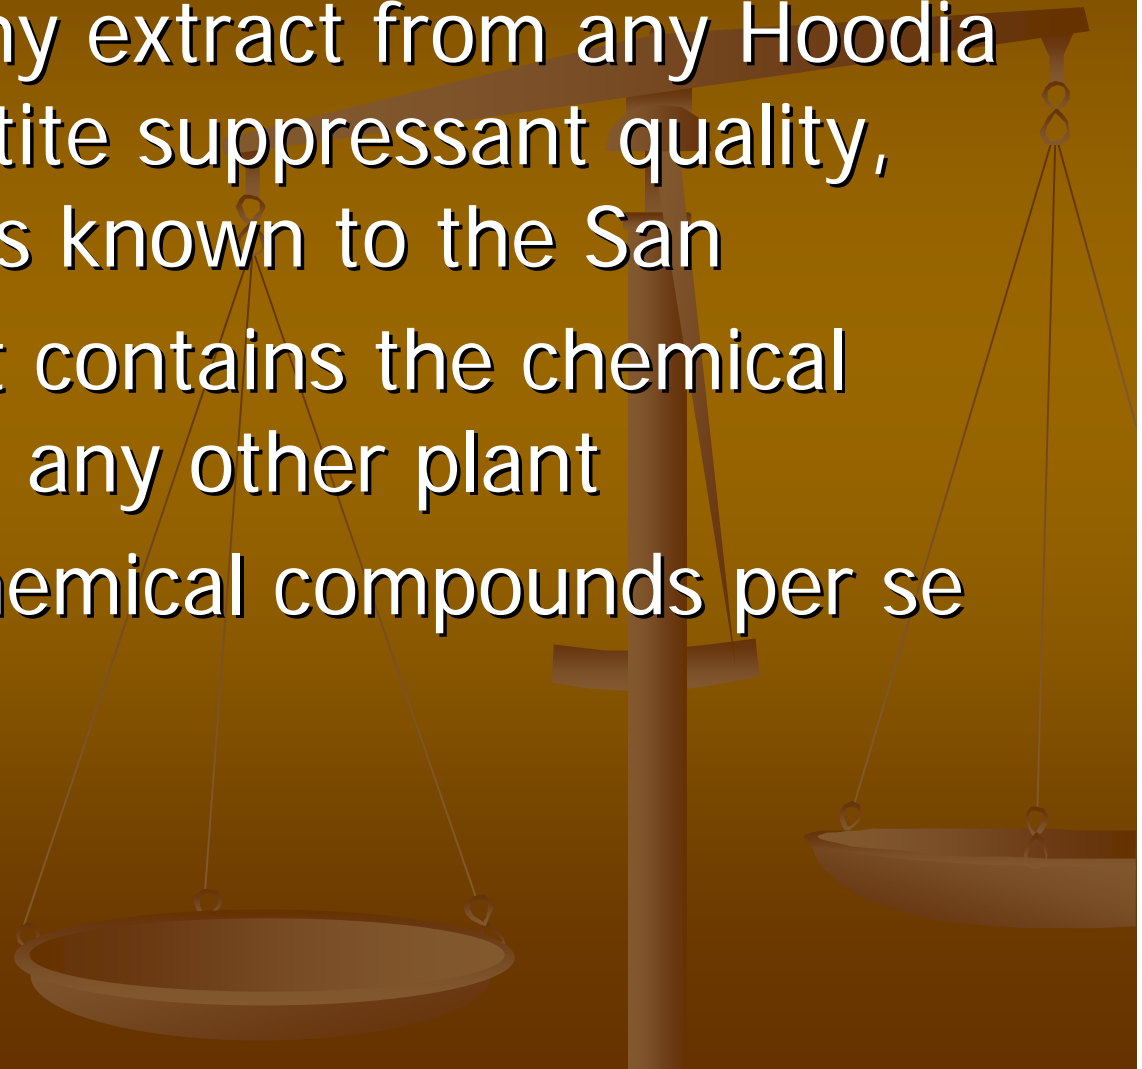 ny extract from any Hoodia
tite suppressant quality,
s known to the San
t contains the chemical
any other plant
hemical compounds per se